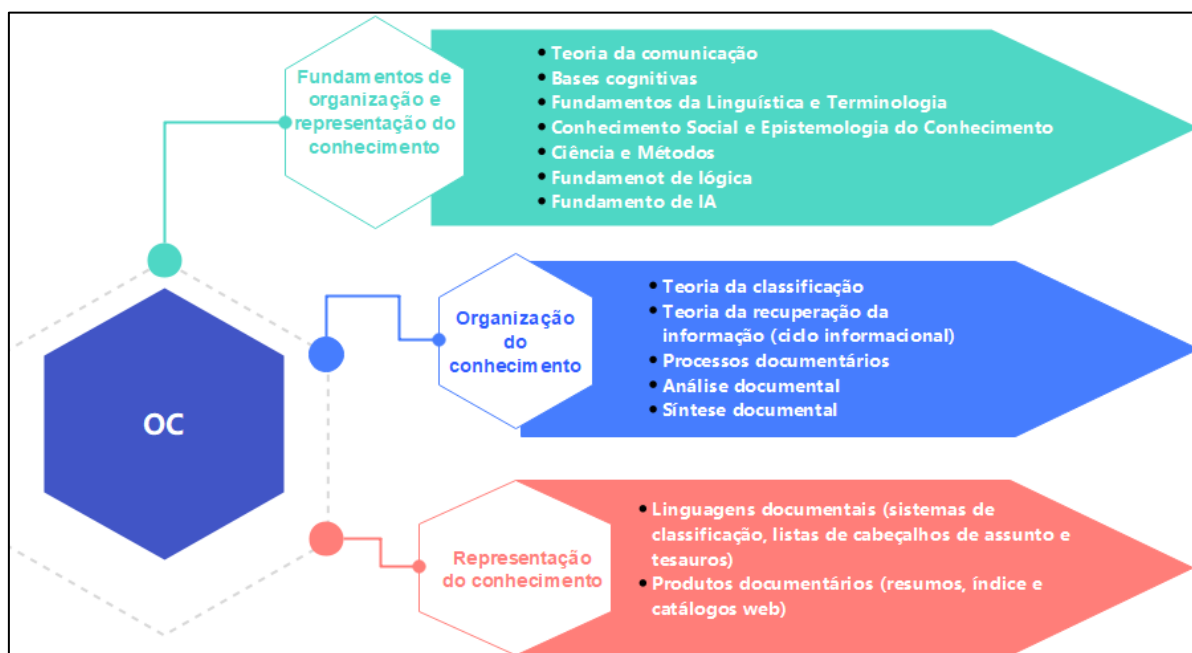 Fundamentos de
organização e
representação do
conhecimento
• Teoria da comunicação
• Bases cognitivas
• Fundamentos da Linguística e Terminologia
• Conhecimento Social e Epistemologia do Conhecimento
• Ciência e Métodos
• Fundamenot de lógica
• Fundamento de IA
OC
Organização
do
conhecimento
• Teoria da classificação
• Teoria da recuperação da
informação (ciclo informacional)
• Processos documentários
• Análise documental
• Síntese documental
Representação
do conhecimento
• Linguagens documentais (sistemas de
classificação, listas de cabeçalhos de assunto e
tesauros)
• Produtos documentários (resumos, índice e
catálogos web)